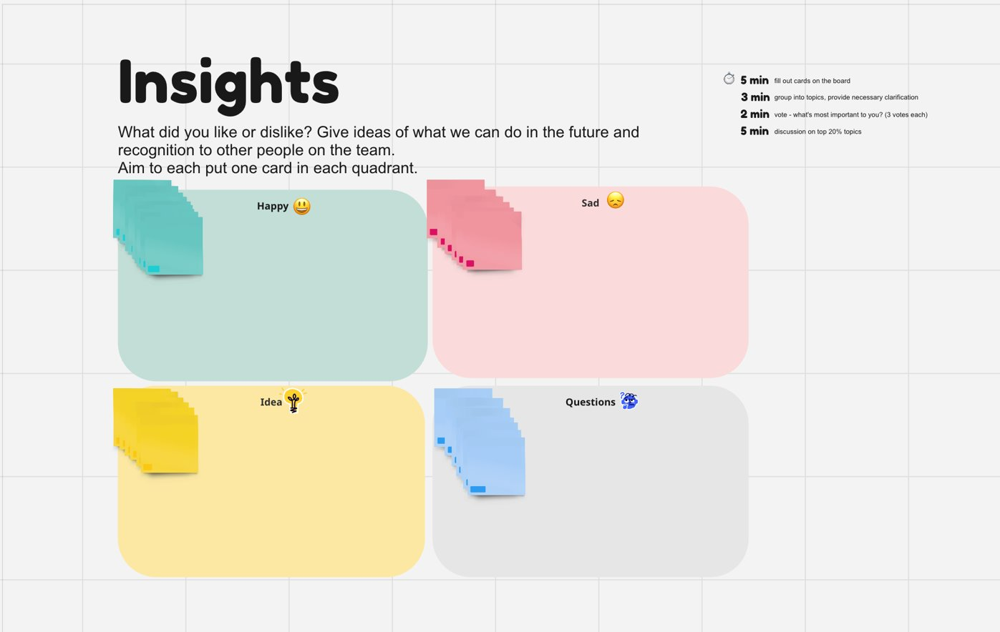 Insights
What did you like or dislike? Give ideas of what we can do in the future and
recognition to other people on the team.
Aim to each put one card in each quadrant.
5 min fill out cards on the board
3 min group into topics, provide necessary clarification
2 min vote - what's most important to you? (3 votes each)
5 min discussion on top 20% topics
Happy
Sad
Idea
Questions